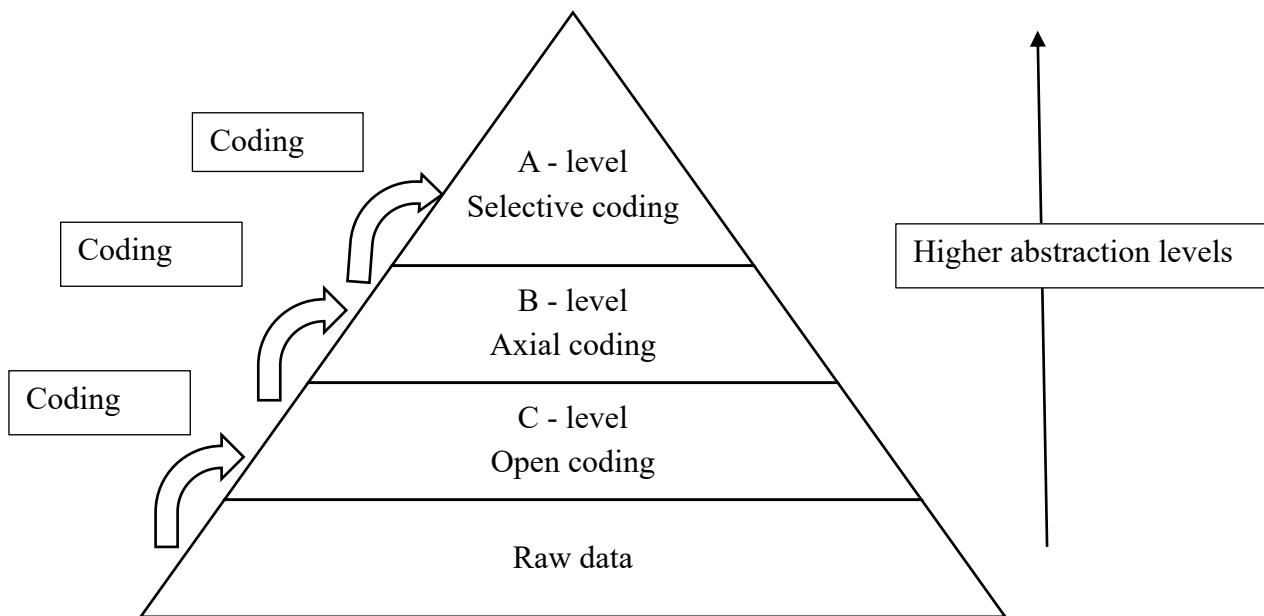 Coding
A - level
Selective coding
Coding
Higher abstraction levels
B - level
Axial coding
Coding
C - level
Open coding
Raw data